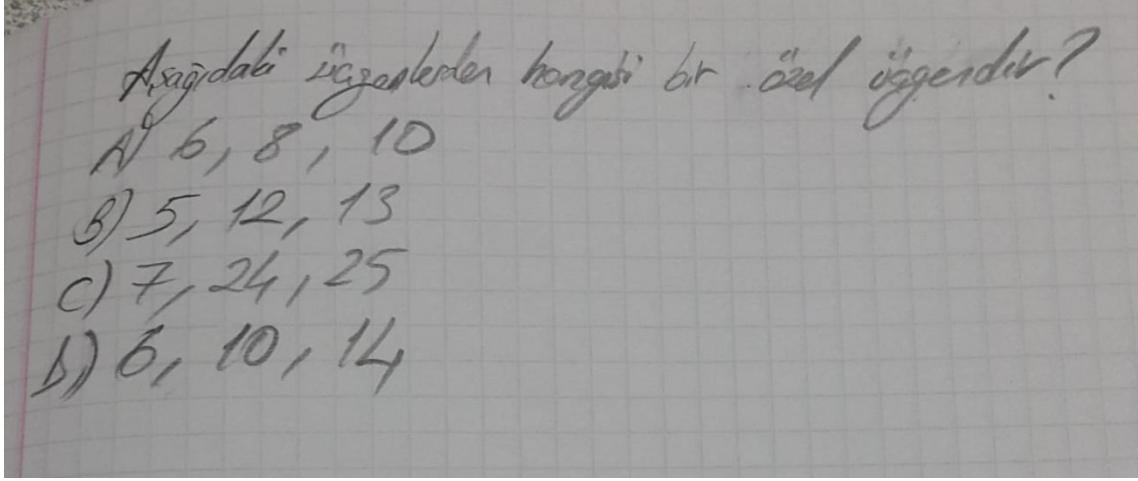 Aşağıdaki üçgenlerden hangisi bir özel üçgendir?
A) 6, 8, 10
B) 5, 12, 13
C) 7, 24, 25
D) 6, 10, 14